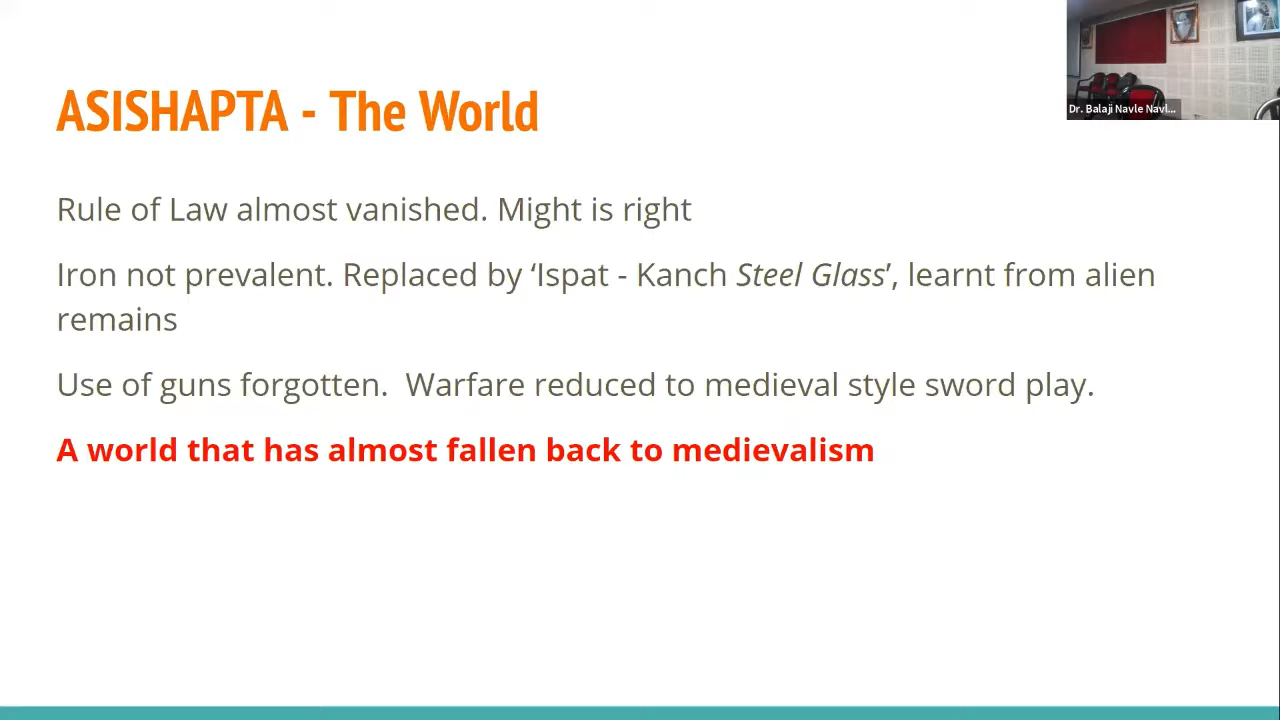 ASISHAPTA - The World
Dr. Balaji Navle Navl...
Rule of Law almost vanished. Might is right
Iron not prevalent. Replaced by ‘Ispat - Kanch Steel Glass’, learnt from alien
remains
Use of guns forgotten.  Warfare reduced to medieval style sword play.
A world that has almost fallen back to medievalism